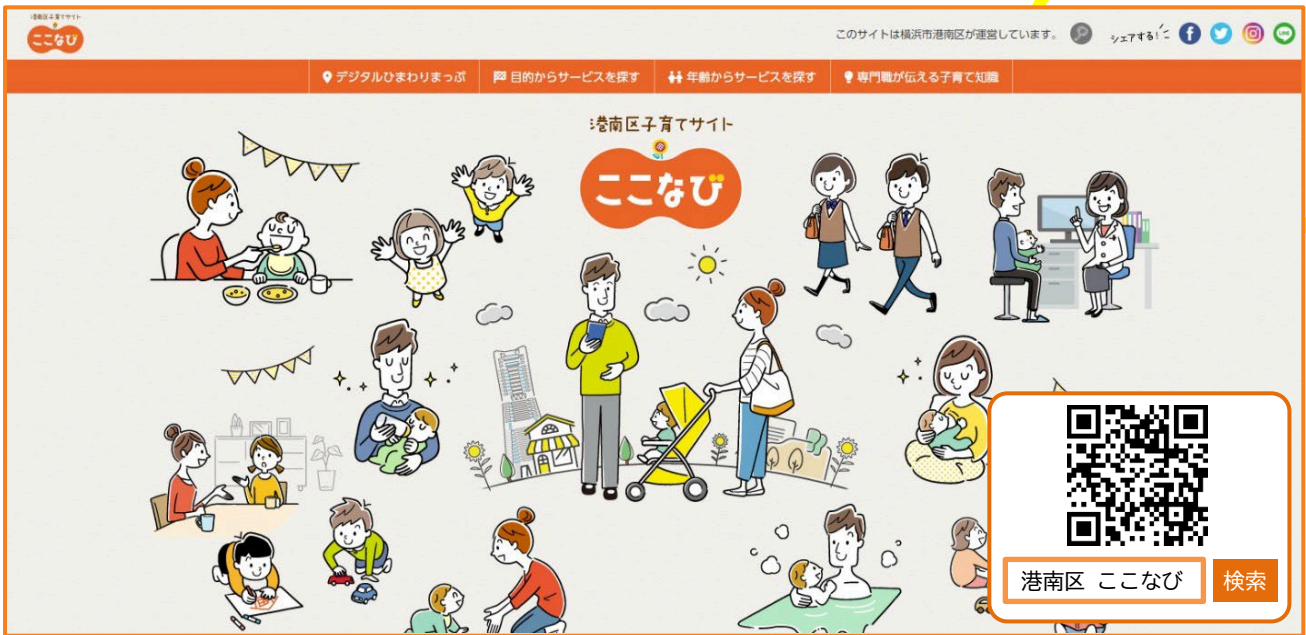 港南区子育てサイト
ここなび
このサイトは横浜市港南区が運営しています。
シェアする!
デジタルひまわりまっぷ
目的からサービスを探す
年齢からサービスを探す
専門職が伝える子育て知識
港南区子育てサイト
ここなび
港南区 ここなび
検索